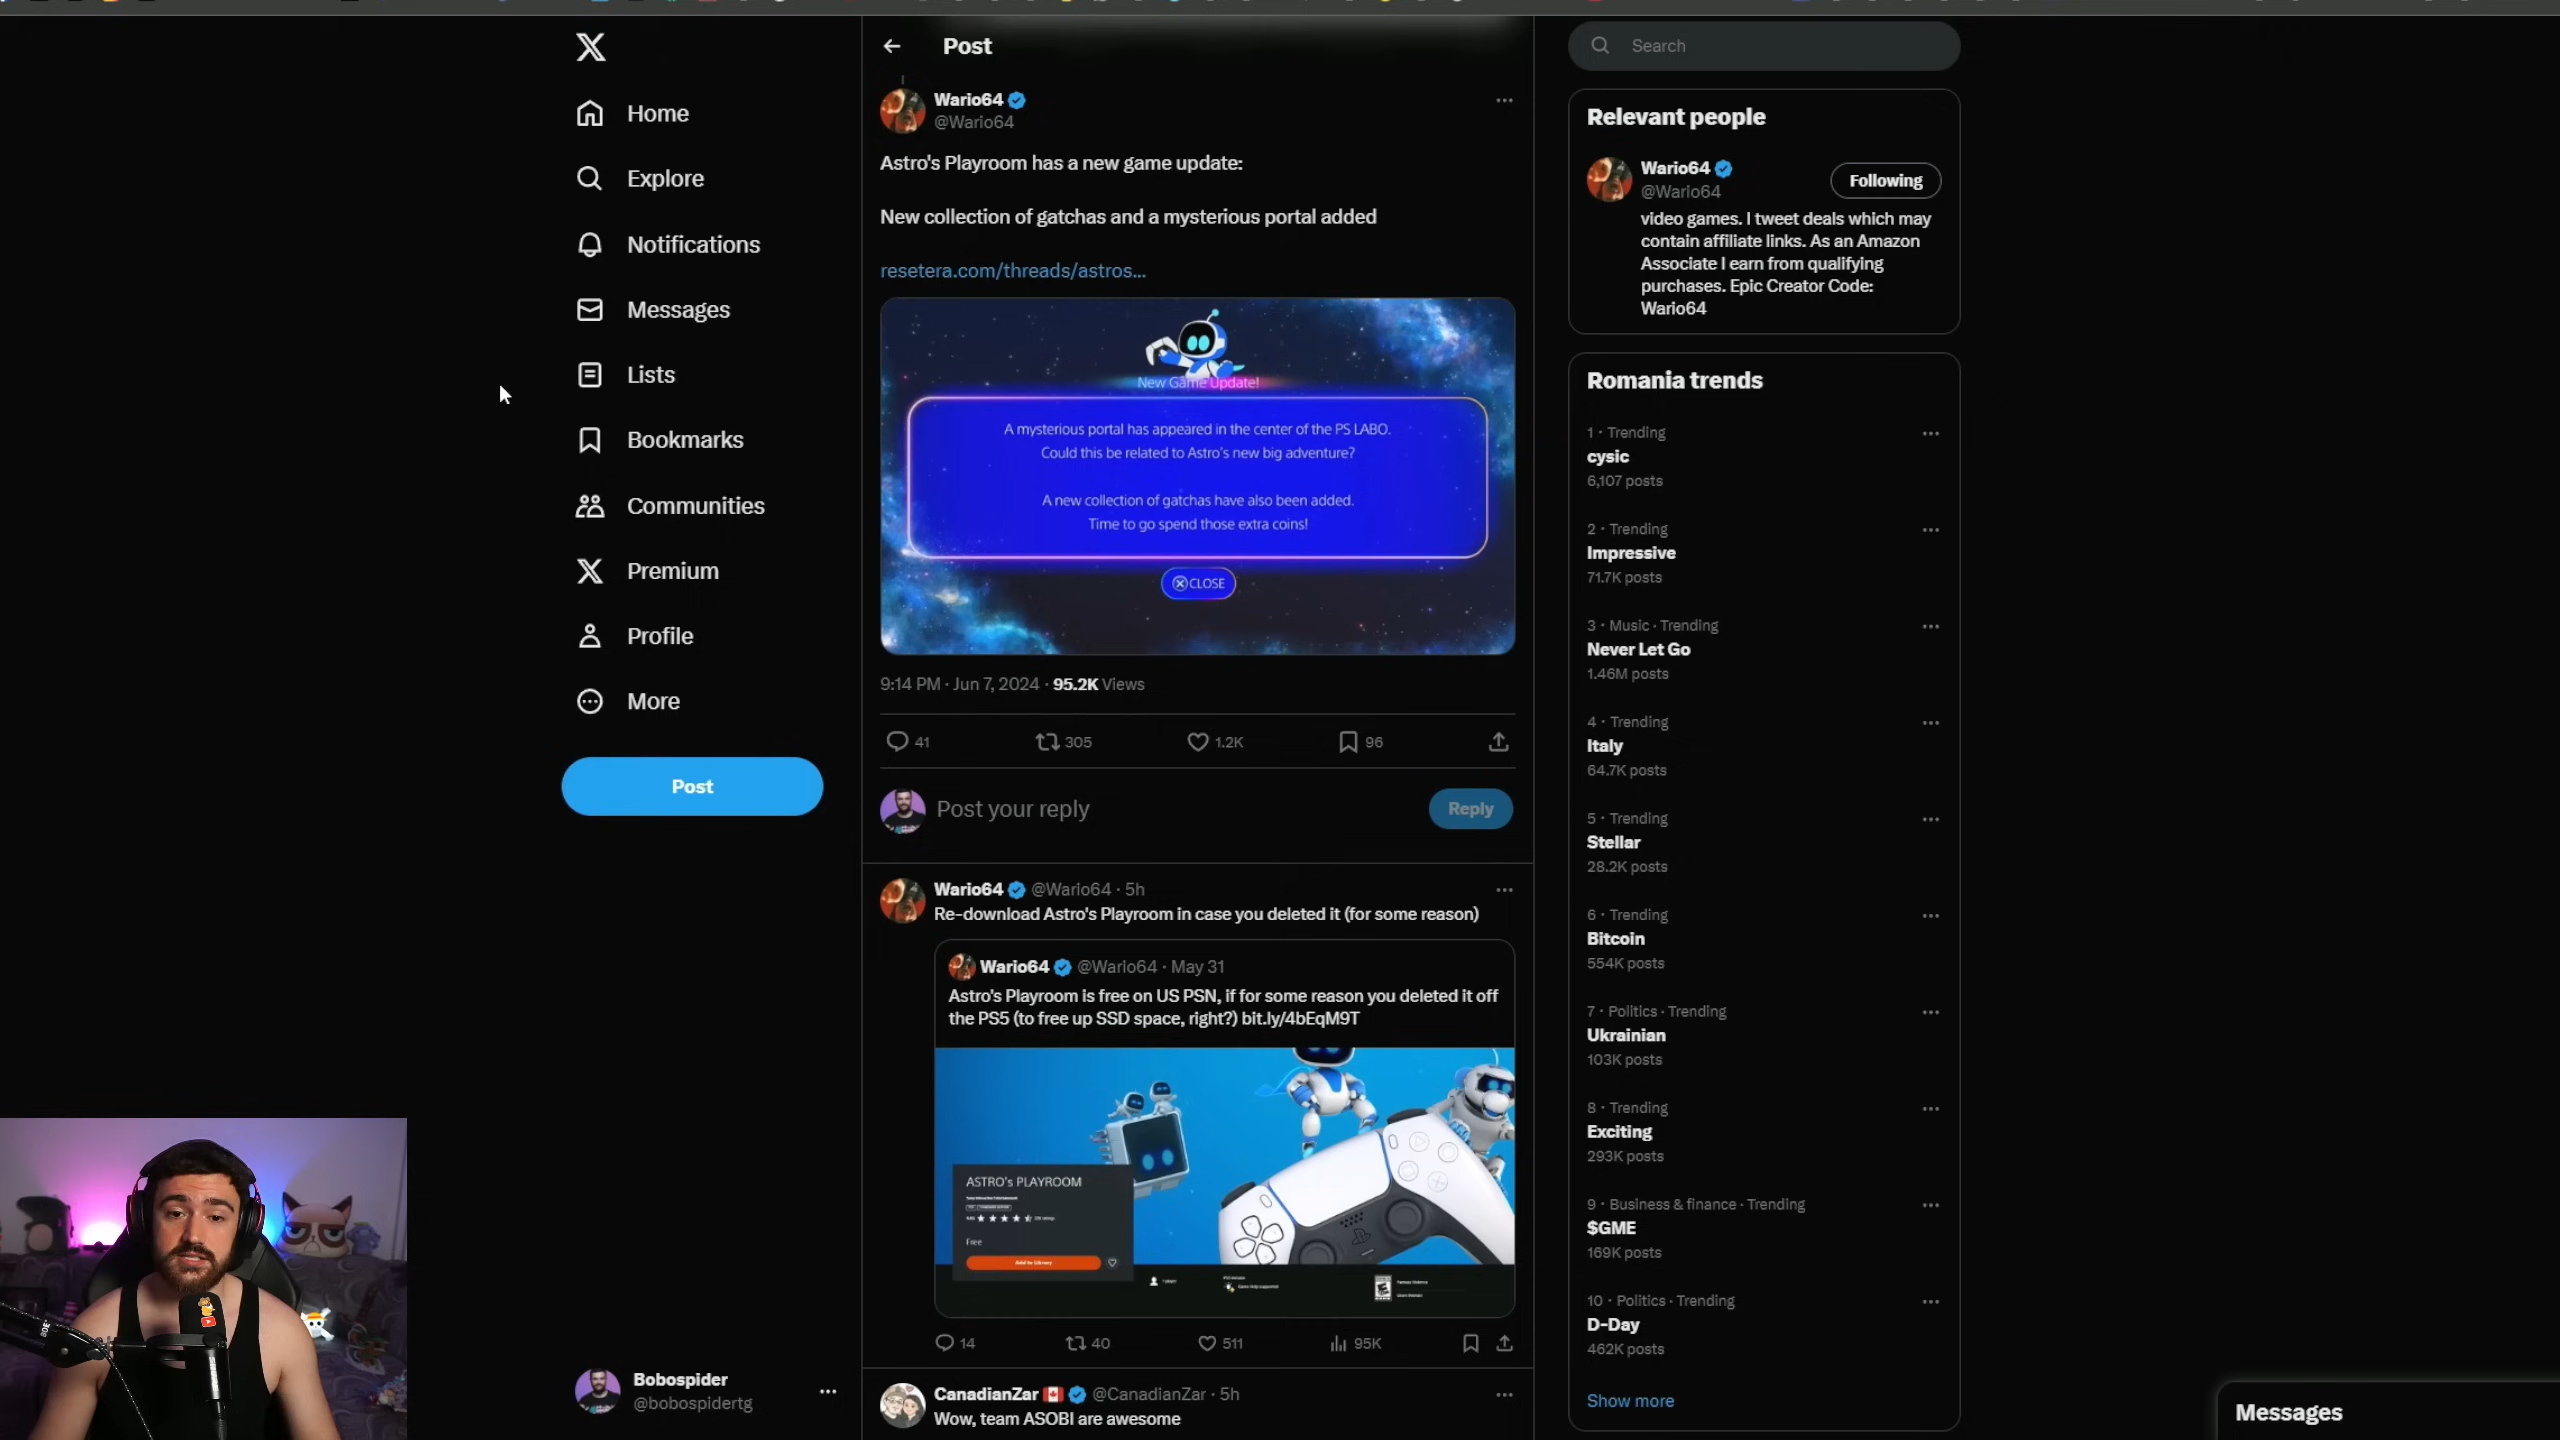 Home
Explore
Notifications
Messages
Lists
Bookmarks
Communities
Premium
Profile
More
Post
Bobospider
@bobospidertg
Post
Wario64
@Wario64
Astro's Playroom has a new game update:
New collection of gatchas and a mysterious portal added
resetera.com/threads/astros...
New Game Update!
A mysterious portal has appeared in the center of the PS LABO.
Could this be related to Astro's new big adventure?
A new collection of gatchas have also been added.
Time to go spend those extra coins!
CLOSE
9:14 PM · Jun 7, 2024 · 95.2K Views
41 305 1.2K 96
Post your reply
Reply
Wario64 @Wario64 · 5h
Re-download Astro's Playroom in case you deleted it (for some reason)
Wario64 @Wario64 · May 31
Astro's Playroom is free on US PSN, if for some reason you deleted it off
the PS5 (to free up SSD space, right?) bit.ly/4bEqM9T
ASTRO's PLAYROOM
Free
Add to Library
14 40 511 95K
CanadianZar @CanadianZar · 5h
Wow, team ASOBI are awesome
Search
Relevant people
Wario64
@Wario64
Following
video games. I tweet deals which may
contain affiliate links. As an Amazon
Associate I earn from qualifying
purchases. Epic Creator Code:
Wario64
Romania trends
1 · Trending
cysic
6,107 posts
2 · Trending
Impressive
71.7K posts
3 · Music · Trending
Never Let Go
1.46M posts
4 · Trending
Italy
64.7K posts
5 · Trending
Stellar
28.2K posts
6 · Trending
Bitcoin
554K posts
7 · Politics · Trending
Ukrainian
103K posts
8 · Trending
Exciting
293K posts
9 · Business & finance · Trending
$GME
169K posts
10 · Politics · Trending
D-Day
462K posts
Show more
Messages